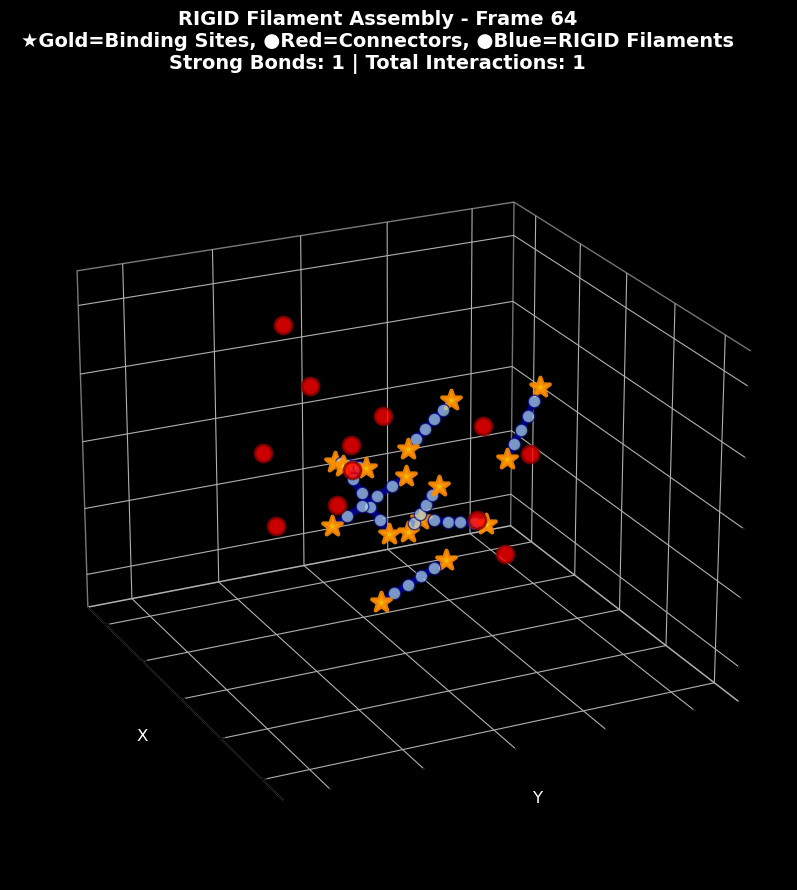 RIGID Filament Assembly - Frame 64
★Gold=Binding Sites, ●Red=Connectors, ●Blue=RIGID Filaments
Strong Bonds: 1 | Total Interactions: 1
X
Y